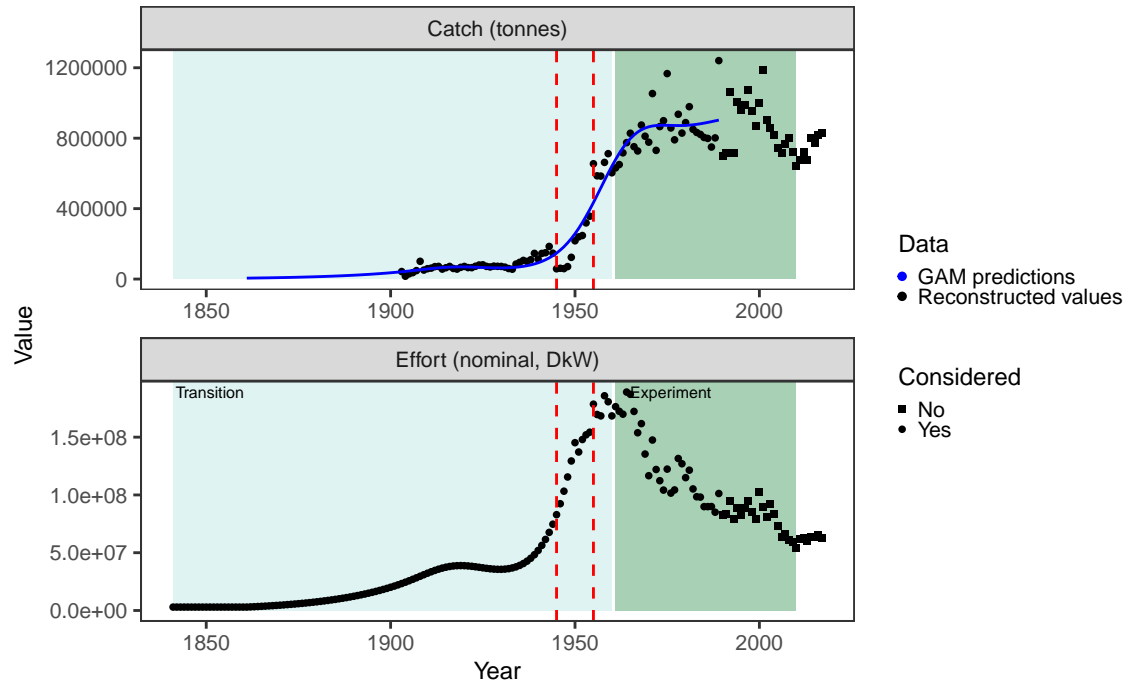 Catch (tonnes)
1200000
800000
400000
0
1850
1900
1950
2000
Value
Effort (nominal, DkW)
Transition
Experiment
1.5e+08
1.0e+08
5.0e+07
0.0e+00
1850
1900
1950
2000
Year
Data
GAM predictions
Reconstructed values
Considered
No
Yes